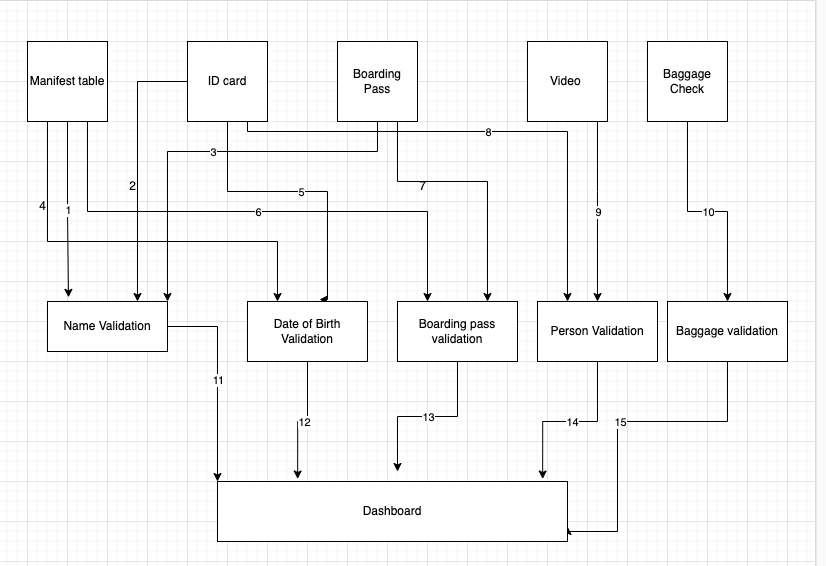 Manifest table
ID card
Boarding
Pass
Video
Baggage
Check
8
3
2
5
7
4
1
6
9
10
Name Validation
Date of Birth
Validation
Boarding pass
validation
Person Validation
Baggage validation
11
12
13
14
15
Dashboard